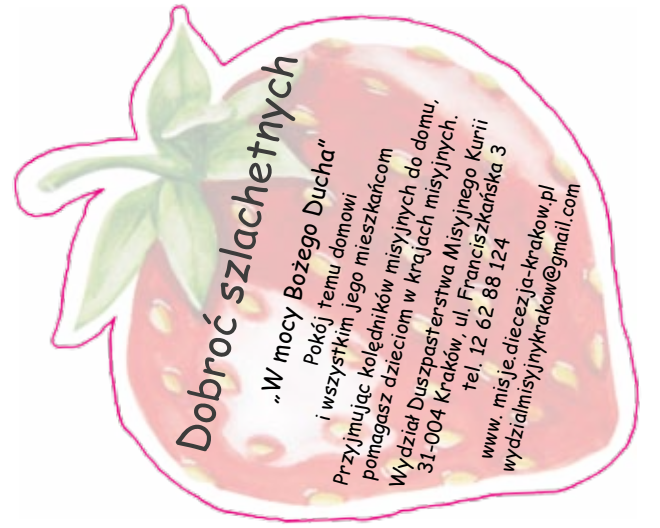 Dobroć szlachetnych
„W mocy Bożego Ducha”
Pokój temu domowi
i wszystkim jego mieszkańcom
Przyjmując kolędników misyjnych do domu,
pomagasz dzieciom w krajach misyjnych.
Wydział Duszpasterstwa Misyjnego Kurii
31-004 Kraków, ul. Franciszkańska 3
tel. 12 62 88 124
www. misje.diecezja-krakow.pl
wydzialmisyjnykrakow@gmail.com